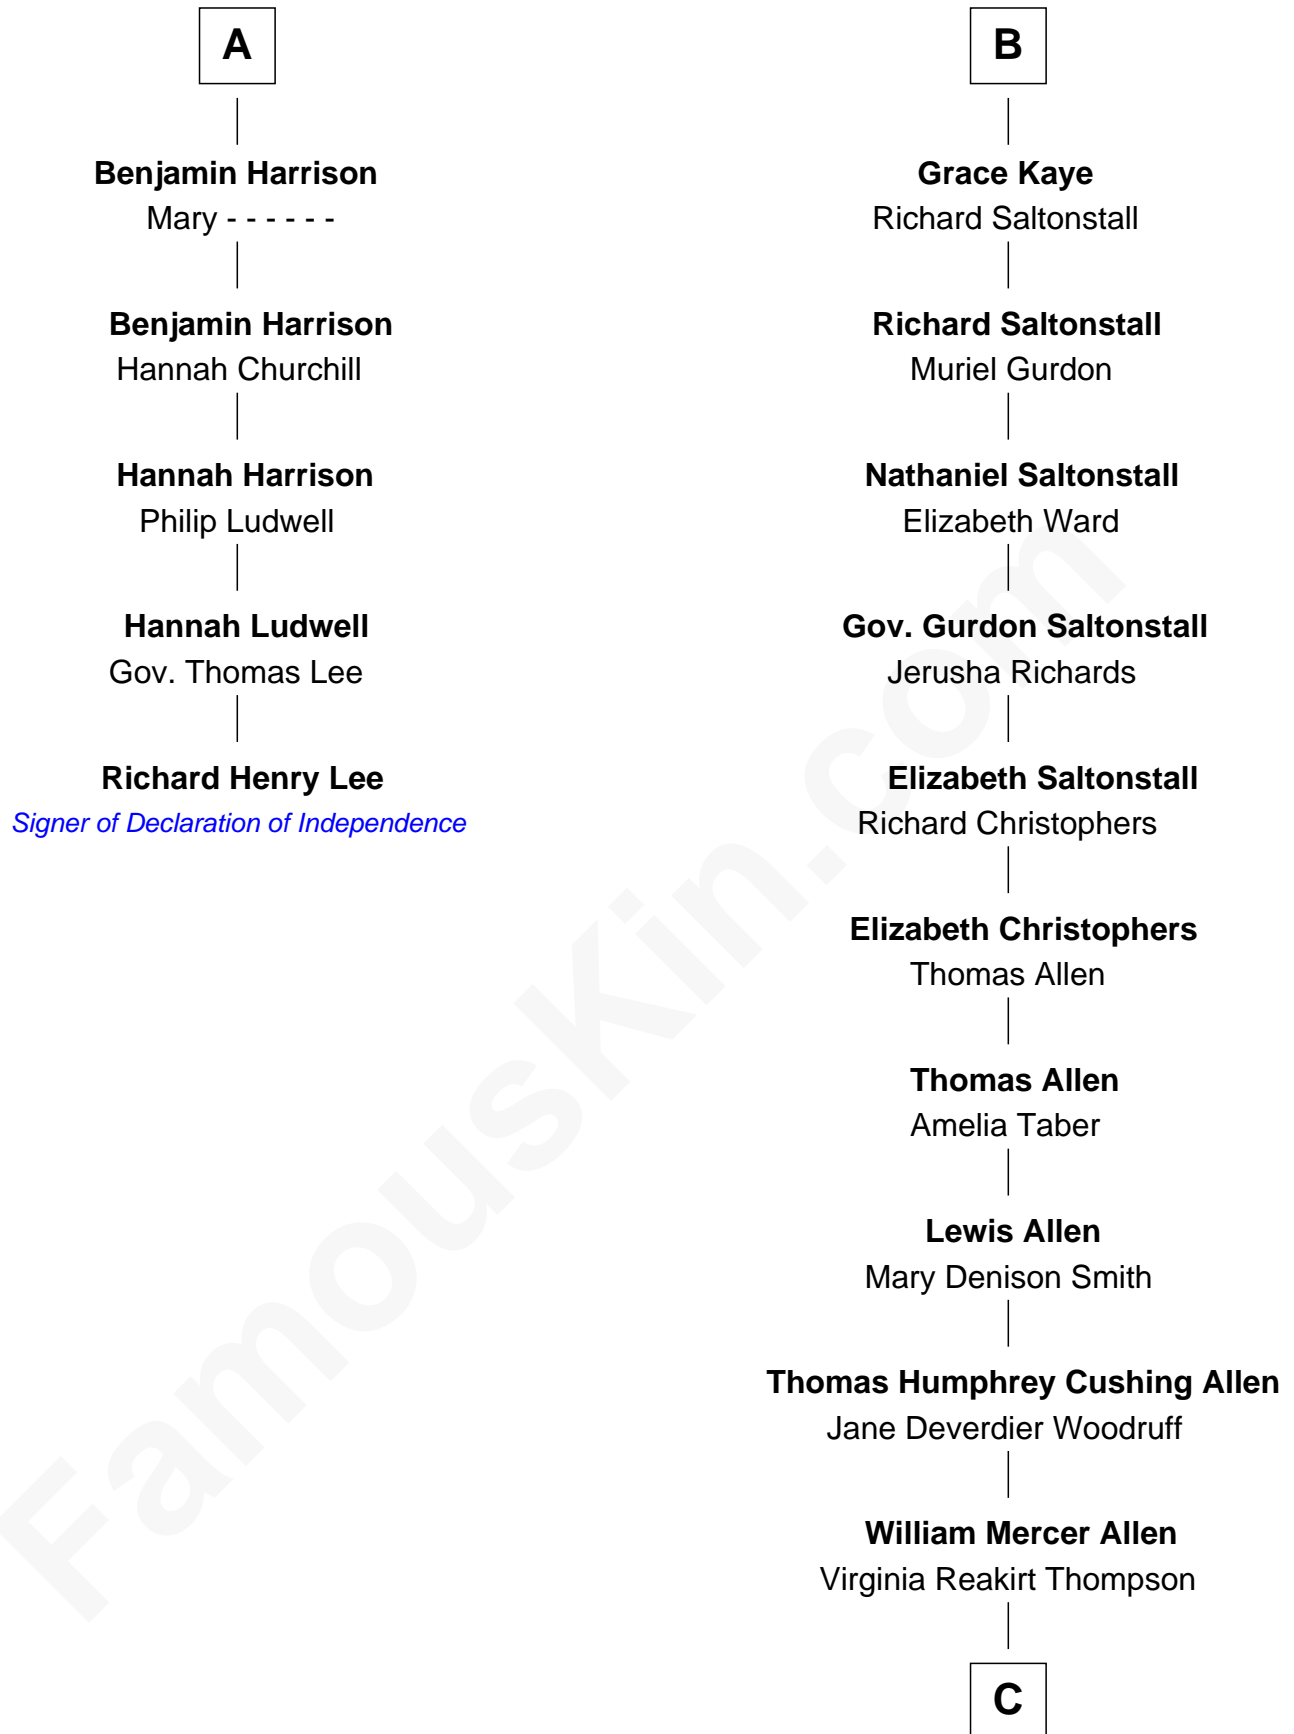 A
Benjamin Harrison
Mary - - - - - -
Benjamin Harrison
Hannah Churchill
Hannah Harrison
Philip Ludwell
Hannah Ludwell
Gov. Thomas Lee
Richard Henry Lee
Signer of Declaration of Independence
B
Grace Kaye
Richard Saltonstall
Richard Saltonstall
Muriel Gurdon
Nathaniel Saltonstall
Elizabeth Ward
Gov. Gurdon Saltonstall
Jerusha Richards
Elizabeth Saltonstall
Richard Christophers
Elizabeth Christophers
Thomas Allen
Thomas Allen
Amelia Taber
Lewis Allen
Mary Denison Smith
Thomas Humphrey Cushing Allen
Jane Deverdier Woodruff
William Mercer Allen
Virginia Reakirt Thompson
C
FamousKin.com